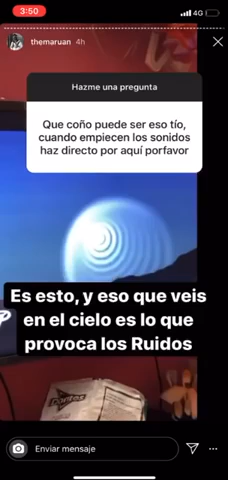 3:50
4G
themaruan 4h
Hazme una pregunta
Que coño puede ser eso tío,
cuando empiecen los sonidos
haz directo por aquí porfavor
Es esto, y eso que veis
en el cielo es lo que
provoca los Ruidos
Enviar mensaje